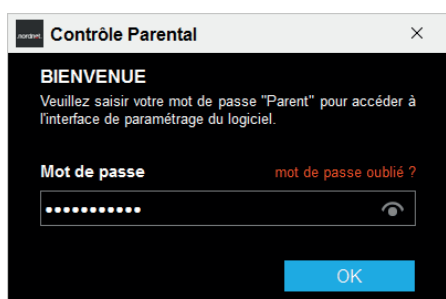 nordnet.
Contrôle Parental
BIENVENUE
Veuillez saisir votre mot de passe "Parent" pour accéder à
l'interface de paramétrage du logiciel.
Mot de passe
mot de passe oublié ?
•••••••••••
OK